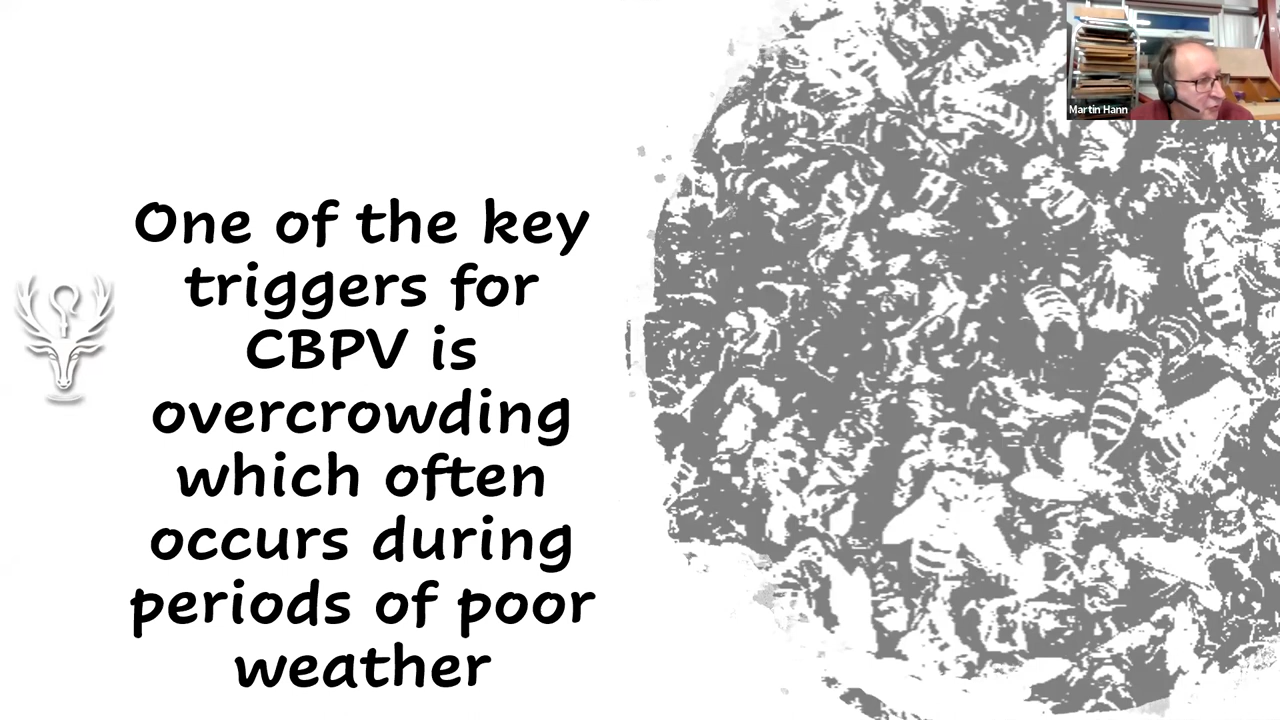 Martin Hann
One of the key
triggers for
CBPV is
overcrowding
which often
occurs during
periods of poor
weather